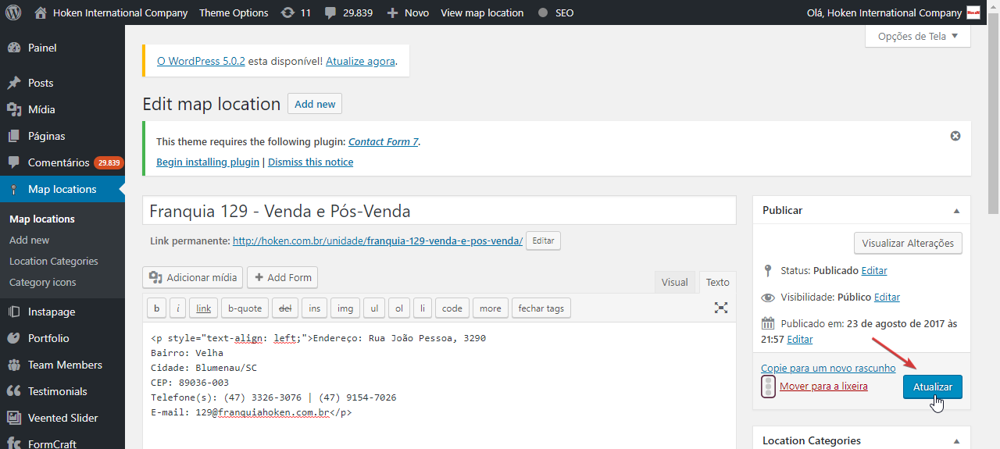 Hoken International Company Theme Options 11 29.839 Novo View map location SEO Olá, Hoken International Company
Opções de Tela
Painel
Posts
Mídia
Páginas
Comentários 29.839
Map locations
Map locations
Add new
Location Categories
Category icons
Instapage
Portfolio
Team Members
Testimonials
Veented Slider
FormCraft
O WordPress 5.0.2 esta disponível! Atualize agora.
Edit map location Add new
This theme requires the following plugin: Contact Form 7.
Begin installing plugin | Dismiss this notice
Franquia 129 - Venda e Pós-Venda
Link permanente: http://hoken.com.br/unidade/franquia-129-venda-e-pos-venda/ Editar
Adicionar mídia Add Form Visual Texto
b i link b-quote del ins img ul ol li code more fechar tags
<p style="text-align: left;">Endereço: Rua João Pessoa, 3290
Bairro: Velha
Cidade: Blumenau/SC
CEP: 89036-003
Telefone(s): (47) 3326-3076 | (47) 9154-7026
E-mail: 129@franquiahoken.com.br</p>
Publicar
Visualizar Alterações
Status: Publicado Editar
Visibilidade: Público Editar
Publicado em: 23 de agosto de 2017 às
21:57 Editar
Copie para um novo rascunho
Mover para a lixeira Atualizar
Location Categories